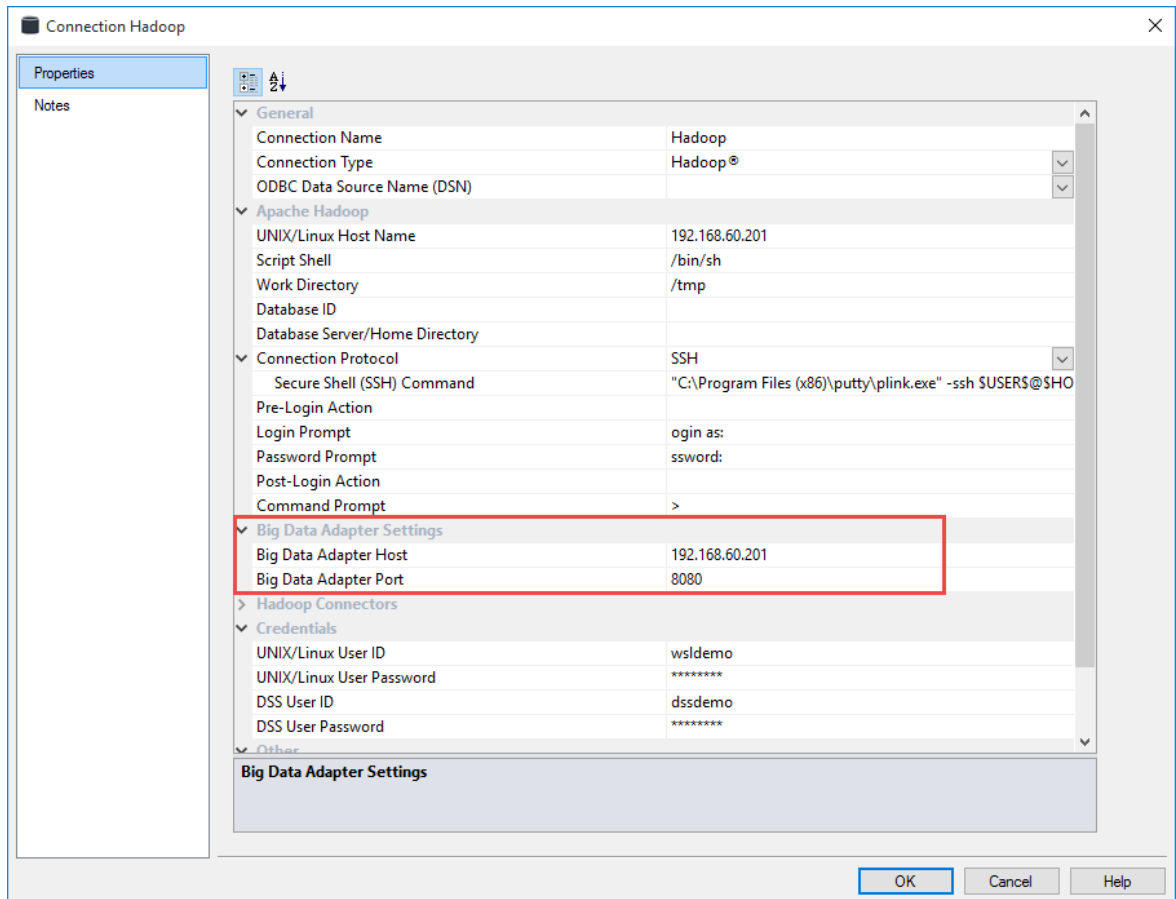 Connection Hadoop
Properties
Notes
General
Connection Name Hadoop
Connection Type Hadoop®
ODBC Data Source Name (DSN)
Apache Hadoop
UNIX/Linux Host Name 192.168.60.201
Script Shell /bin/sh
Work Directory /tmp
Database ID
Database Server/Home Directory
Connection Protocol SSH
Secure Shell (SSH) Command "C:\Program Files (x86)\putty\plink.exe" -ssh $USER$@$HO
Pre-Login Action
Login Prompt ogin as:
Password Prompt ssword:
Post-Login Action
Command Prompt >
Big Data Adapter Settings
Big Data Adapter Host 192.168.60.201
Big Data Adapter Port 8080
Hadoop Connectors
Credentials
UNIX/Linux User ID wsldemo
UNIX/Linux User Password ********
DSS User ID dssdemo
DSS User Password ********
Other
Big Data Adapter Settings
OK Cancel Help